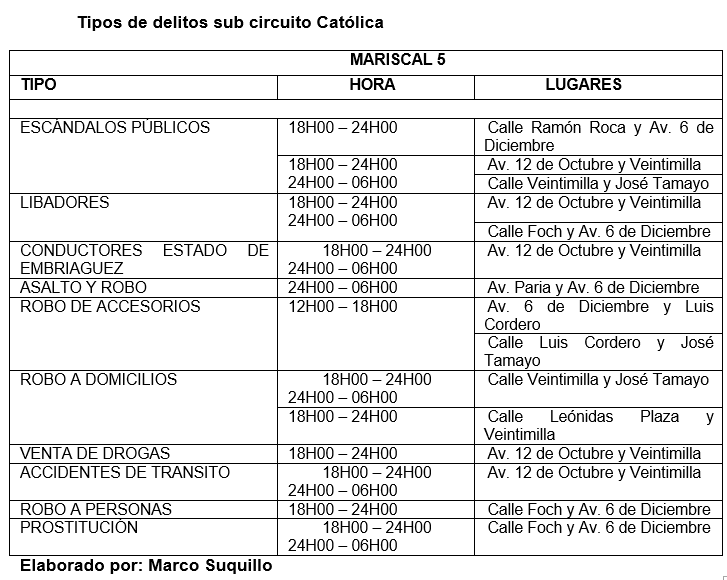 Tipos de delitos sub circuito Católica
MARISCAL 5
TIPO HORA LUGARES
ESCÁNDALOS PÚBLICOS 18H00 – 24H00 Calle Ramón Roca y Av. 6 de
Diciembre
18H00 – 24H00 Av. 12 de Octubre y Veintimilla
24H00 – 06H00 Calle Veintimilla y José Tamayo
LIBADORES 18H00 – 24H00 Av. 12 de Octubre y Veintimilla
24H00 – 06H00
Calle Foch y Av. 6 de Diciembre
CONDUCTORES ESTADO DE 18H00 – 24H00 Av. 12 de Octubre y Veintimilla
EMBRIAGUEZ 24H00 – 06H00
ASALTO Y ROBO 24H00 – 06H00 Av. Paria y Av. 6 de Diciembre
ROBO DE ACCESORIOS 12H00 – 18H00 Av. 6 de Diciembre y Luis
Cordero
Calle Luis Cordero y José
Tamayo
ROBO A DOMICILIOS 18H00 – 24H00 Calle Veintimilla y José Tamayo
24H00 – 06H00
18H00 – 24H00 Calle Leónidas Plaza y
Veintimilla
VENTA DE DROGAS 18H00 – 24H00 Av. 12 de Octubre y Veintimilla
ACCIDENTES DE TRANSITO 18H00 – 24H00 Av. 12 de Octubre y Veintimilla
24H00 – 06H00
ROBO A PERSONAS 18H00 – 24H00 Calle Foch y Av. 6 de Diciembre
PROSTITUCIÓN 18H00 – 24H00 Calle Foch y Av. 6 de Diciembre
24H00 – 06H00
Elaborado por: Marco Suquillo